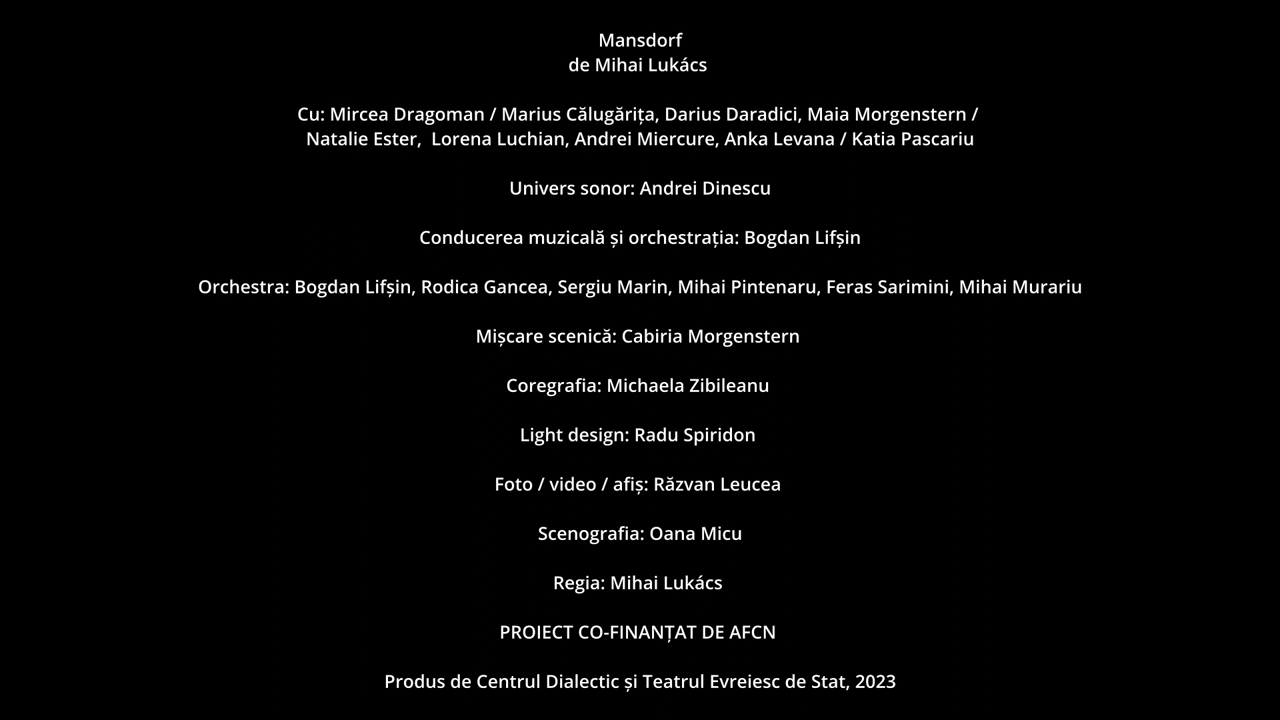 Mansdorf
de Mihai Lukács
Cu: Mircea Dragoman / Marius Călugărița, Darius Daradici, Maia Morgenstern /
Natalie Ester,  Lorena Luchian, Andrei Miercure, Anka Levana / Katia Pascariu
Univers sonor: Andrei Dinescu
Conducerea muzicală și orchestrația: Bogdan Lifșin
Orchestra: Bogdan Lifșin, Rodica Gancea, Sergiu Marin, Mihai Pintenaru, Feras Sarimini, Mihai Murariu
Mișcare scenică: Cabiria Morgenstern
Coregrafia: Michaela Zibileanu
Light design: Radu Spiridon
Foto / video / afiș: Răzvan Leucea
Scenografia: Oana Micu
Regia: Mihai Lukács
PROIECT CO-FINANȚAT DE AFCN
Produs de Centrul Dialectic și Teatrul Evreiesc de Stat, 2023